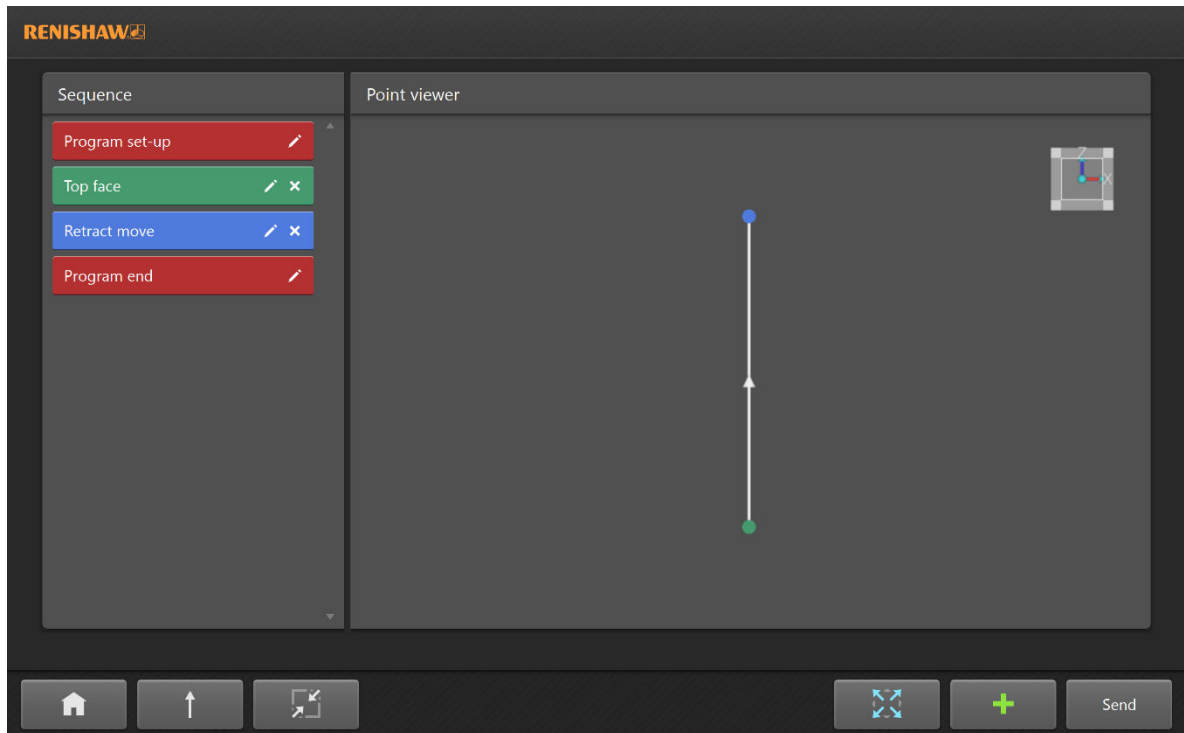 RENISHAW
Sequence
Point viewer
Program set-up
Top face
Retract move
Program end
Z
X
Send